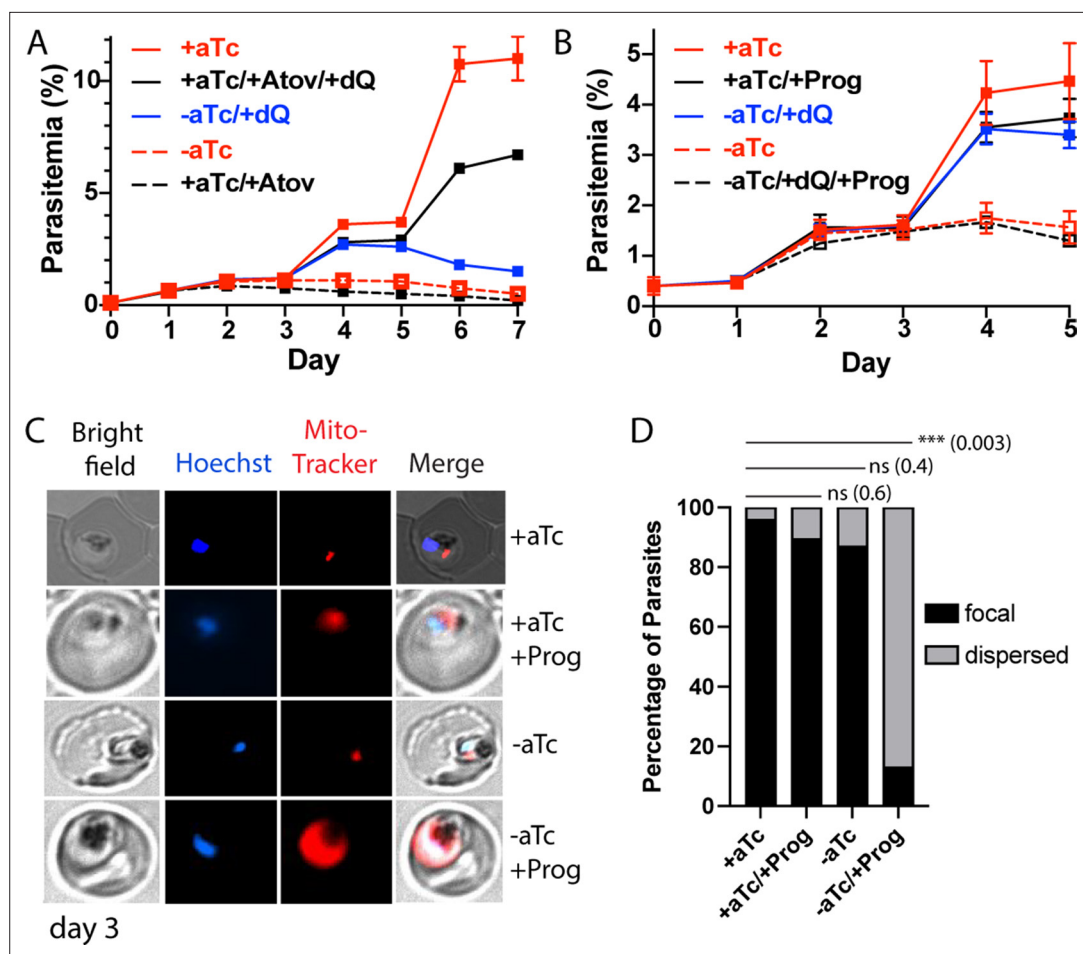 A
+aTc
+aTc/+Atov/+dQ
-aTc/+dQ
-aTc
+aTc/+Atov
Parasitemia (%)
10
5
0
0 1 2 3 4 5 6 7
Day
B
+aTc
+aTc/+Prog
-aTc/+dQ
-aTc
-aTc/+dQ/+Prog
Parasitemia (%)
5
4
3
2
1
0
0 1 2 3 4 5
Day
C
Bright
field
Hoechst
Mito-
Tracker
Merge
+aTc
+aTc
+Prog
-aTc
-aTc
+Prog
day 3
D
*** (0.003)
ns (0.4)
ns (0.6)
Percentage of Parasites
100
80
60
40
20
0
+aTc
+aTc/+Prog
-aTc
-aTc/+Prog
focal
dispersed